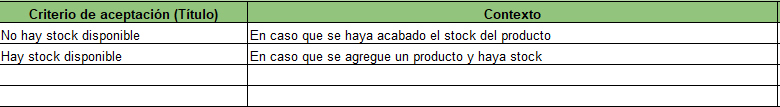 Criterio de aceptación (Título) Contexto
No hay stock disponible En caso que se haya acabado el stock del producto
Hay stock disponible En caso que se agregue un producto y haya stock